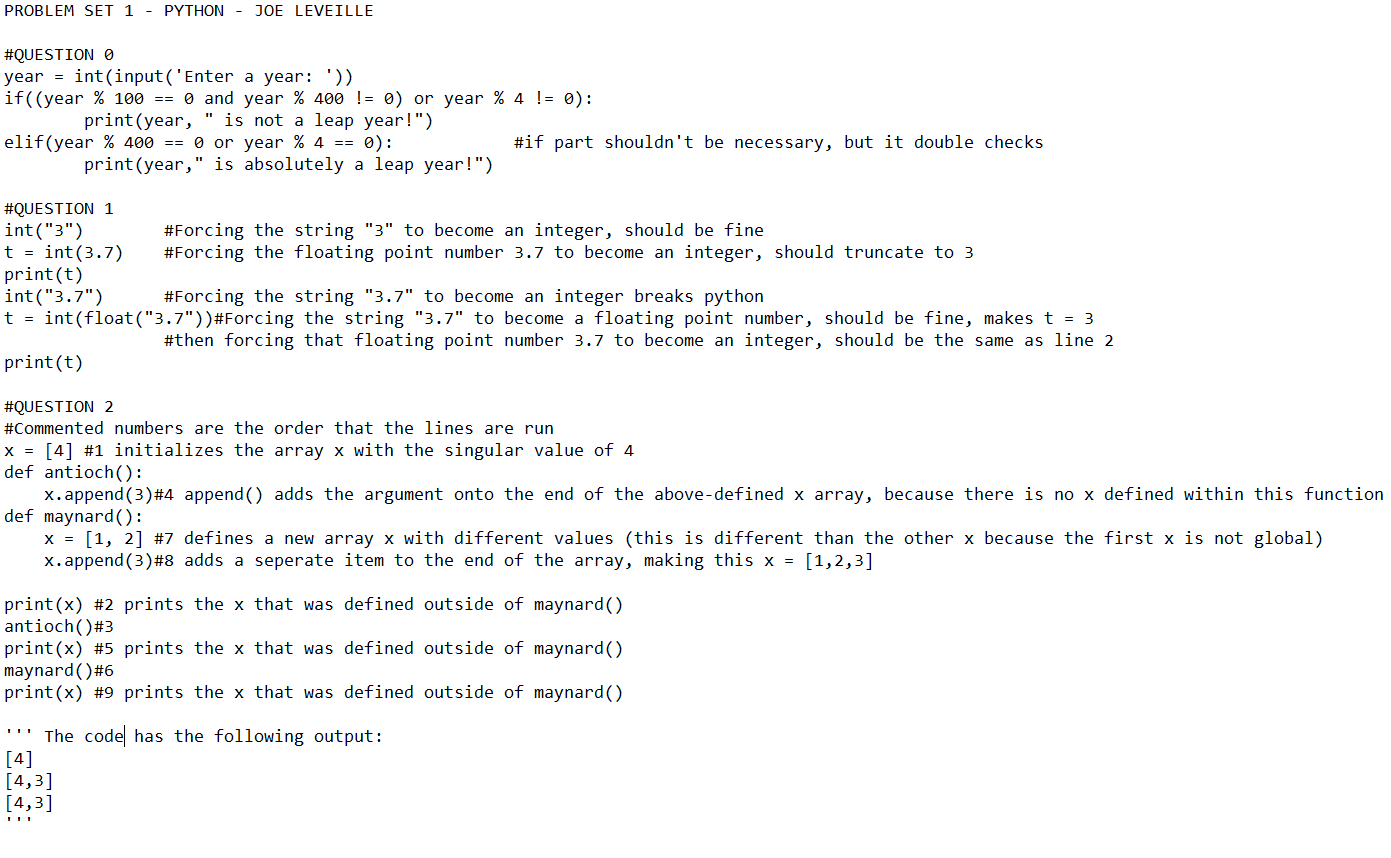 PROBLEM SET 1 - PYTHON - JOE LEVEILLE

#QUESTION 0
year = int(input('Enter a year: '))
if((year % 100 == 0 and year % 400 != 0) or year % 4 != 0):
        print(year, " is not a leap year!")
elif(year % 400 == 0 or year % 4 == 0):            #if part shouldn't be necessary, but it double checks
        print(year," is absolutely a leap year!")

#QUESTION 1
int("3")        #Forcing the string "3" to become an integer, should be fine
t = int(3.7)    #Forcing the floating point number 3.7 to become an integer, should truncate to 3
print(t)
int("3.7")      #Forcing the string "3.7" to become an integer breaks python
t = int(float("3.7"))#Forcing the string "3.7" to become a floating point number, should be fine, makes t = 3
                #then forcing that floating point number 3.7 to become an integer, should be the same as line 2
print(t)

#QUESTION 2
#Commented numbers are the order that the lines are run
x = [4] #1 initializes the array x with the singular value of 4
def antioch():
    x.append(3)#4 append() adds the argument onto the end of the above-defined x array, because there is no x defined within this function
def maynard():
    x = [1, 2] #7 defines a new array x with different values (this is different than the other x because the first x is not global)
    x.append(3)#8 adds a seperate item to the end of the array, making this x = [1,2,3]

print(x) #2 prints the x that was defined outside of maynard()
antioch()#3
print(x) #5 prints the x that was defined outside of maynard()
maynard()#6
print(x) #9 prints the x that was defined outside of maynard()

''' The code has the following output:
[4]
[4,3]
[4,3]
'''